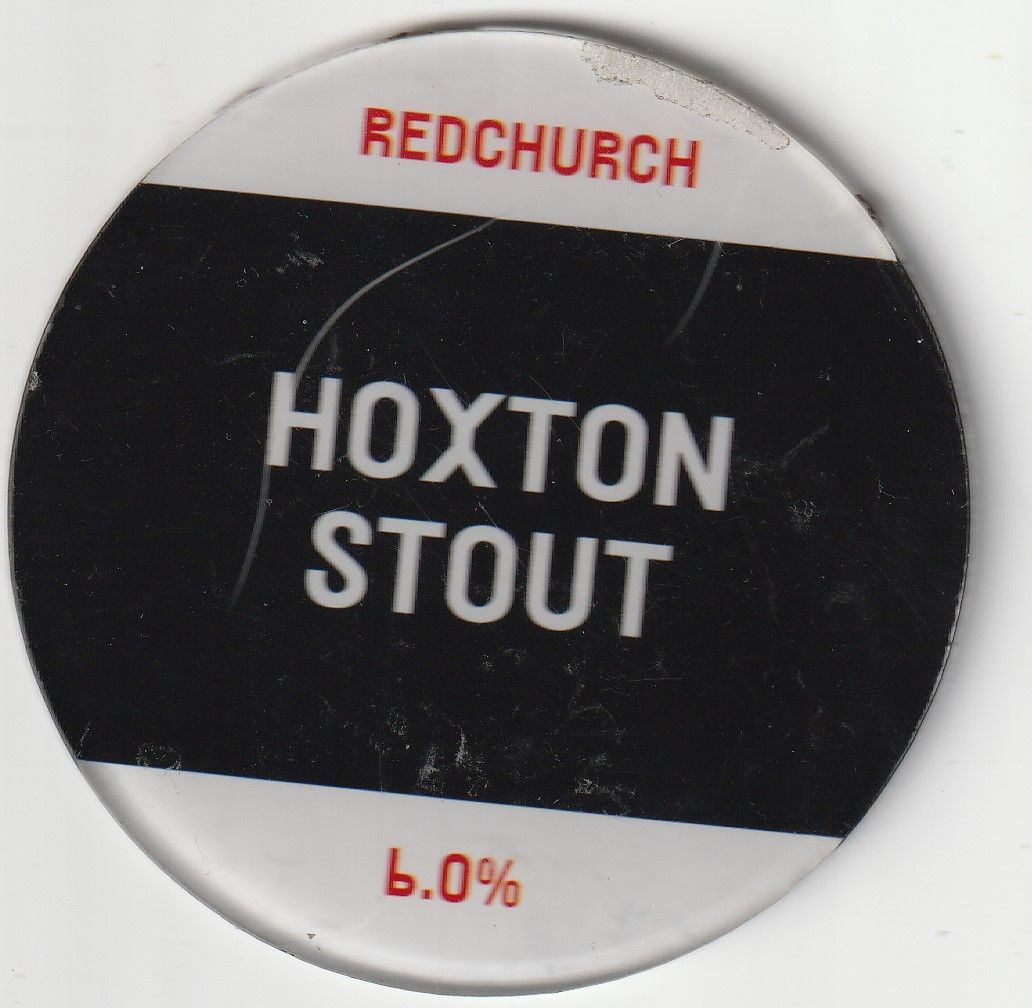 REDCHURCH
HOXTON
STOUT
6.0%